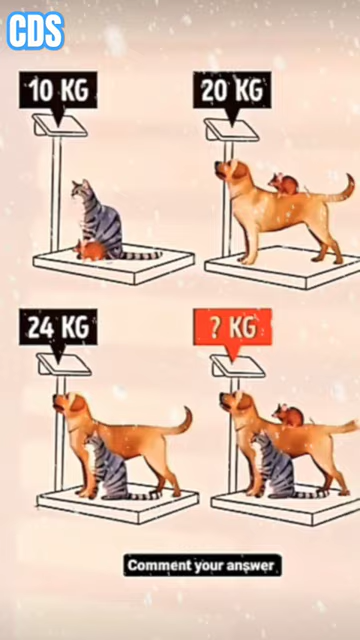 CDS
10 KG
20 KG
24 KG
? KG
Comment your answer